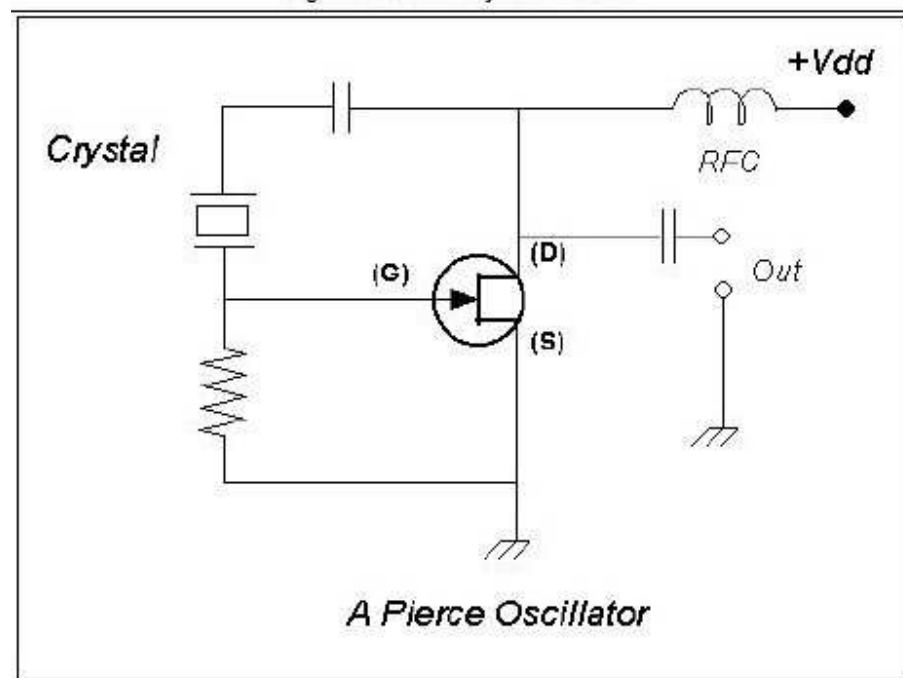 +Vdd
Crystal
RFC
(D)
(G)
Out
(S)
A Pierce Oscillator